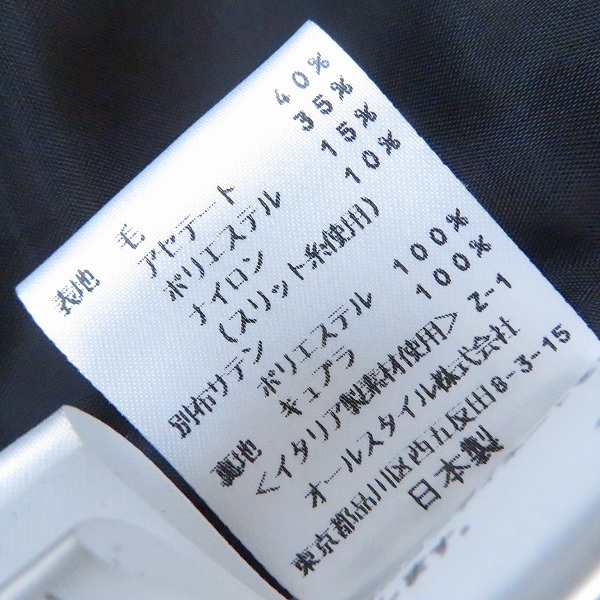 表地 毛 40%
アセテート 35%
ポリエステル 15%
ナイロン 10%
(スリット糸使用)
別布サテン ポリエステル 100%
裏地 キュプラ 100%
<イタリア製素材使用> Z-1
オールスタイル株式会社
東京都品川区西五反田8-3-15
日本製